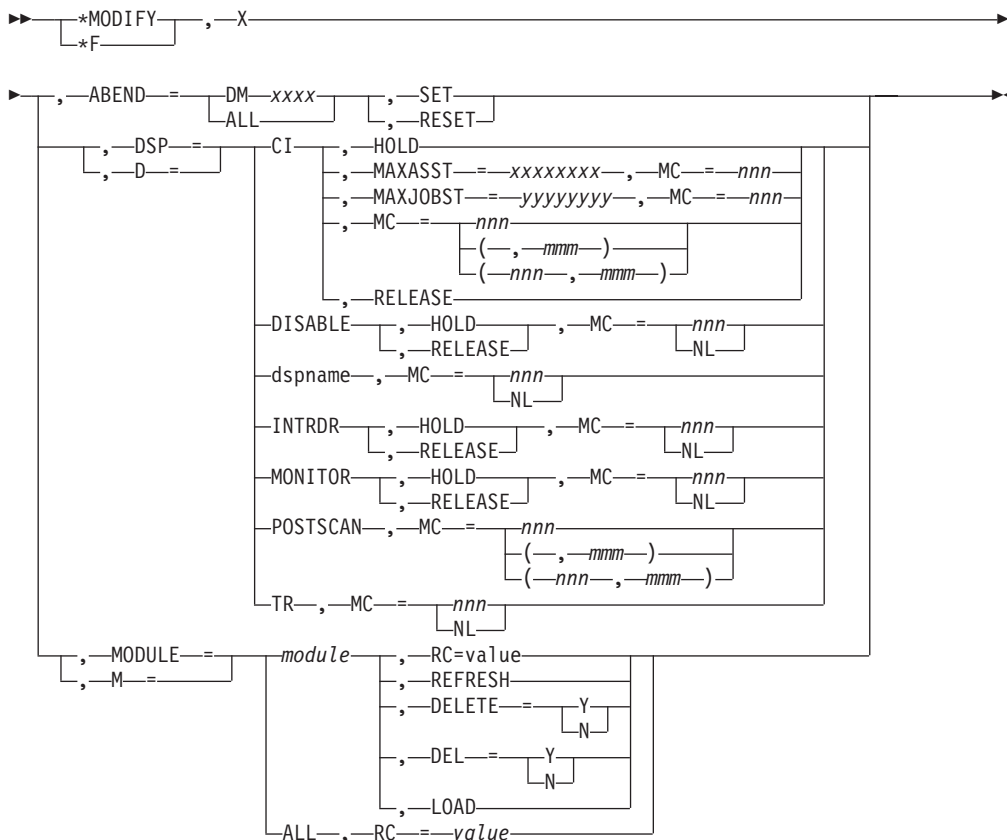 *MODIFY , X
*F
, ABEND = DM xxxx , SET
ALL , RESET
, DSP = CI , HOLD
, D = , MAXASST = xxxxxxxx , MC = nnn
, MAXJOBST = yyyyyyyy , MC = nnn
, MC = nnn
( , mmm )
( nnn , mmm )
, RELEASE
DISABLE , HOLD , MC = nnn
, RELEASE NL
dspname , MC = nnn
NL
INTRDR , HOLD , MC = nnn
, RELEASE NL
MONITOR , HOLD , MC = nnn
, RELEASE NL
POSTSCAN , MC = nnn
( , mmm )
( nnn , mmm )
TR , MC = nnn
NL
, MODULE = module , RC=value
, M = , REFRESH
, DELETE = Y
N
, DEL = Y
N
, LOAD
ALL , RC = value